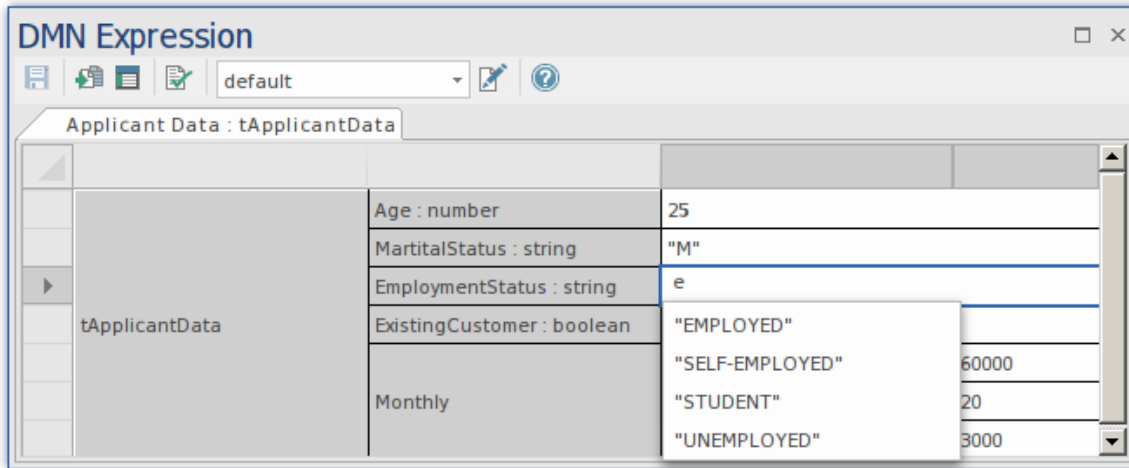 DMN Expression
default
Applicant Data : tApplicantData
Age : number
25
MartitalStatus : string
"M"
EmploymentStatus : string
e
tApplicantData
ExistingCustomer : boolean
"EMPLOYED"
"SELF-EMPLOYED"
60000
Monthly
"STUDENT"
20
"UNEMPLOYED"
3000